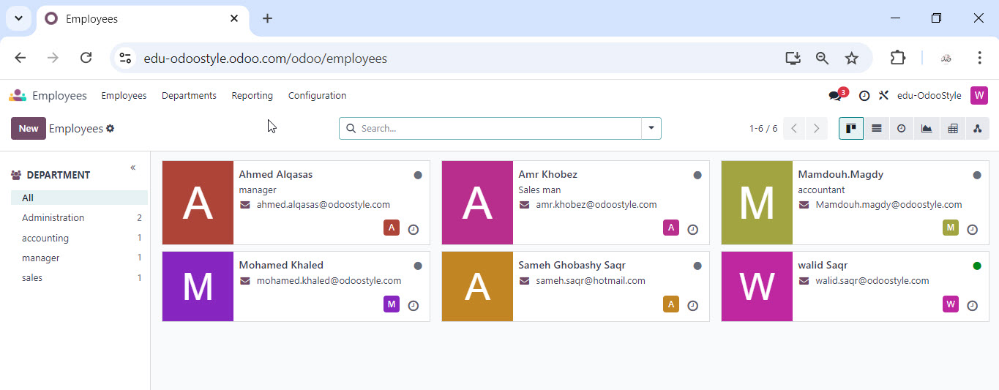 Employees
edu-odoostyle.odoo.com/odoo/employees
Employees Employees Departments Reporting Configuration 3 edu-OdooStyle W
New Employees Search... 1-6 / 6
DEPARTMENT
All
Administration 2
accounting 1
manager 1
sales 1
A
Ahmed Alqasas
manager
ahmed.alqasas@odoostyle.com
A
A
Amr Khobez
Sales man
amr.khobez@odoostyle.com
A
M
Mamdouh.Magdy
accountant
Mamdouh.magdy@odoostyle.com
M
M
Mohamed Khaled
mohamed.khaled@odoostyle.com
M
A
Sameh Ghobashy Saqr
sameh.saqr@hotmail.com
A
W
walid Saqr
walid.saqr@odoostyle.com
W